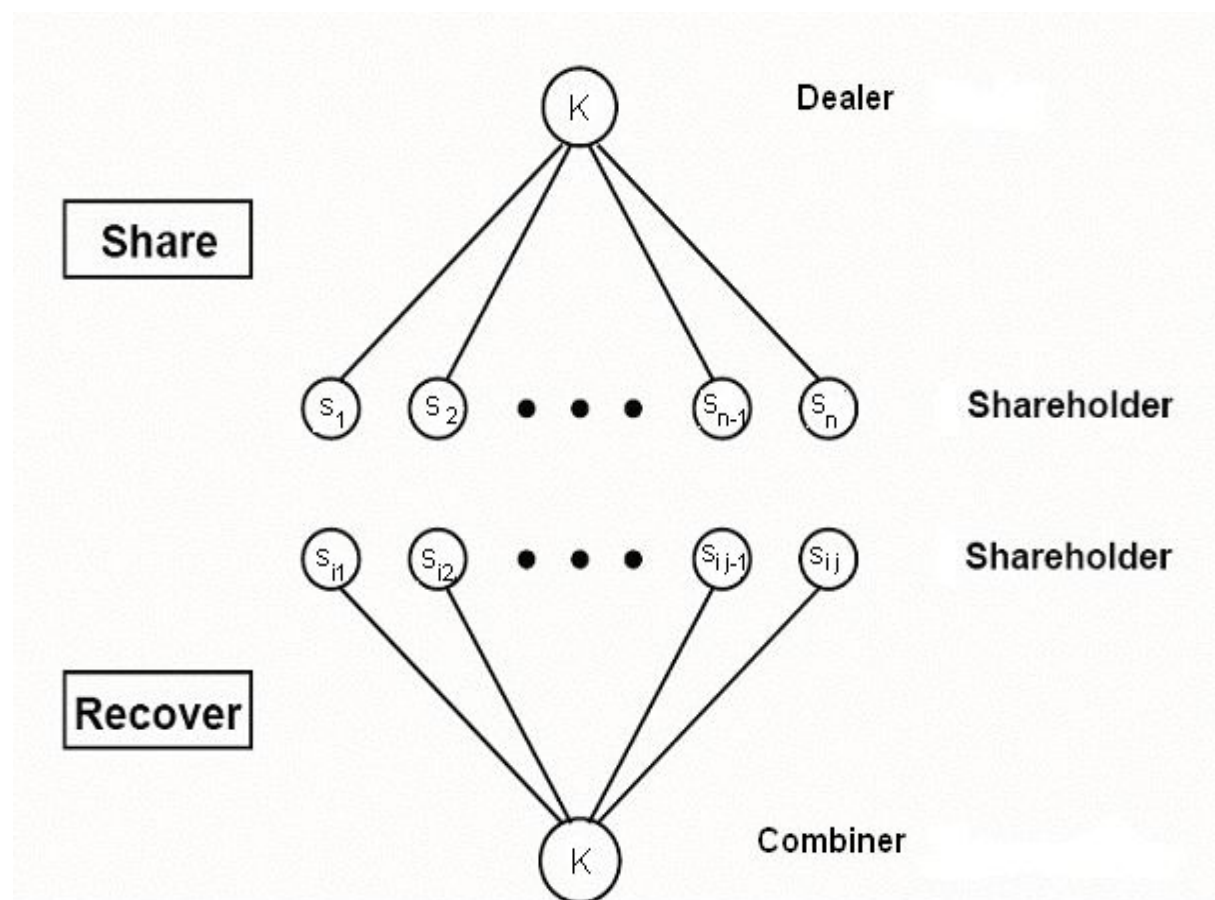 K
Dealer
Share
S1 S2 Sn-1 Sn Shareholder
Si1 Si2 Sij-1 Sij Shareholder
Recover
K
Combiner